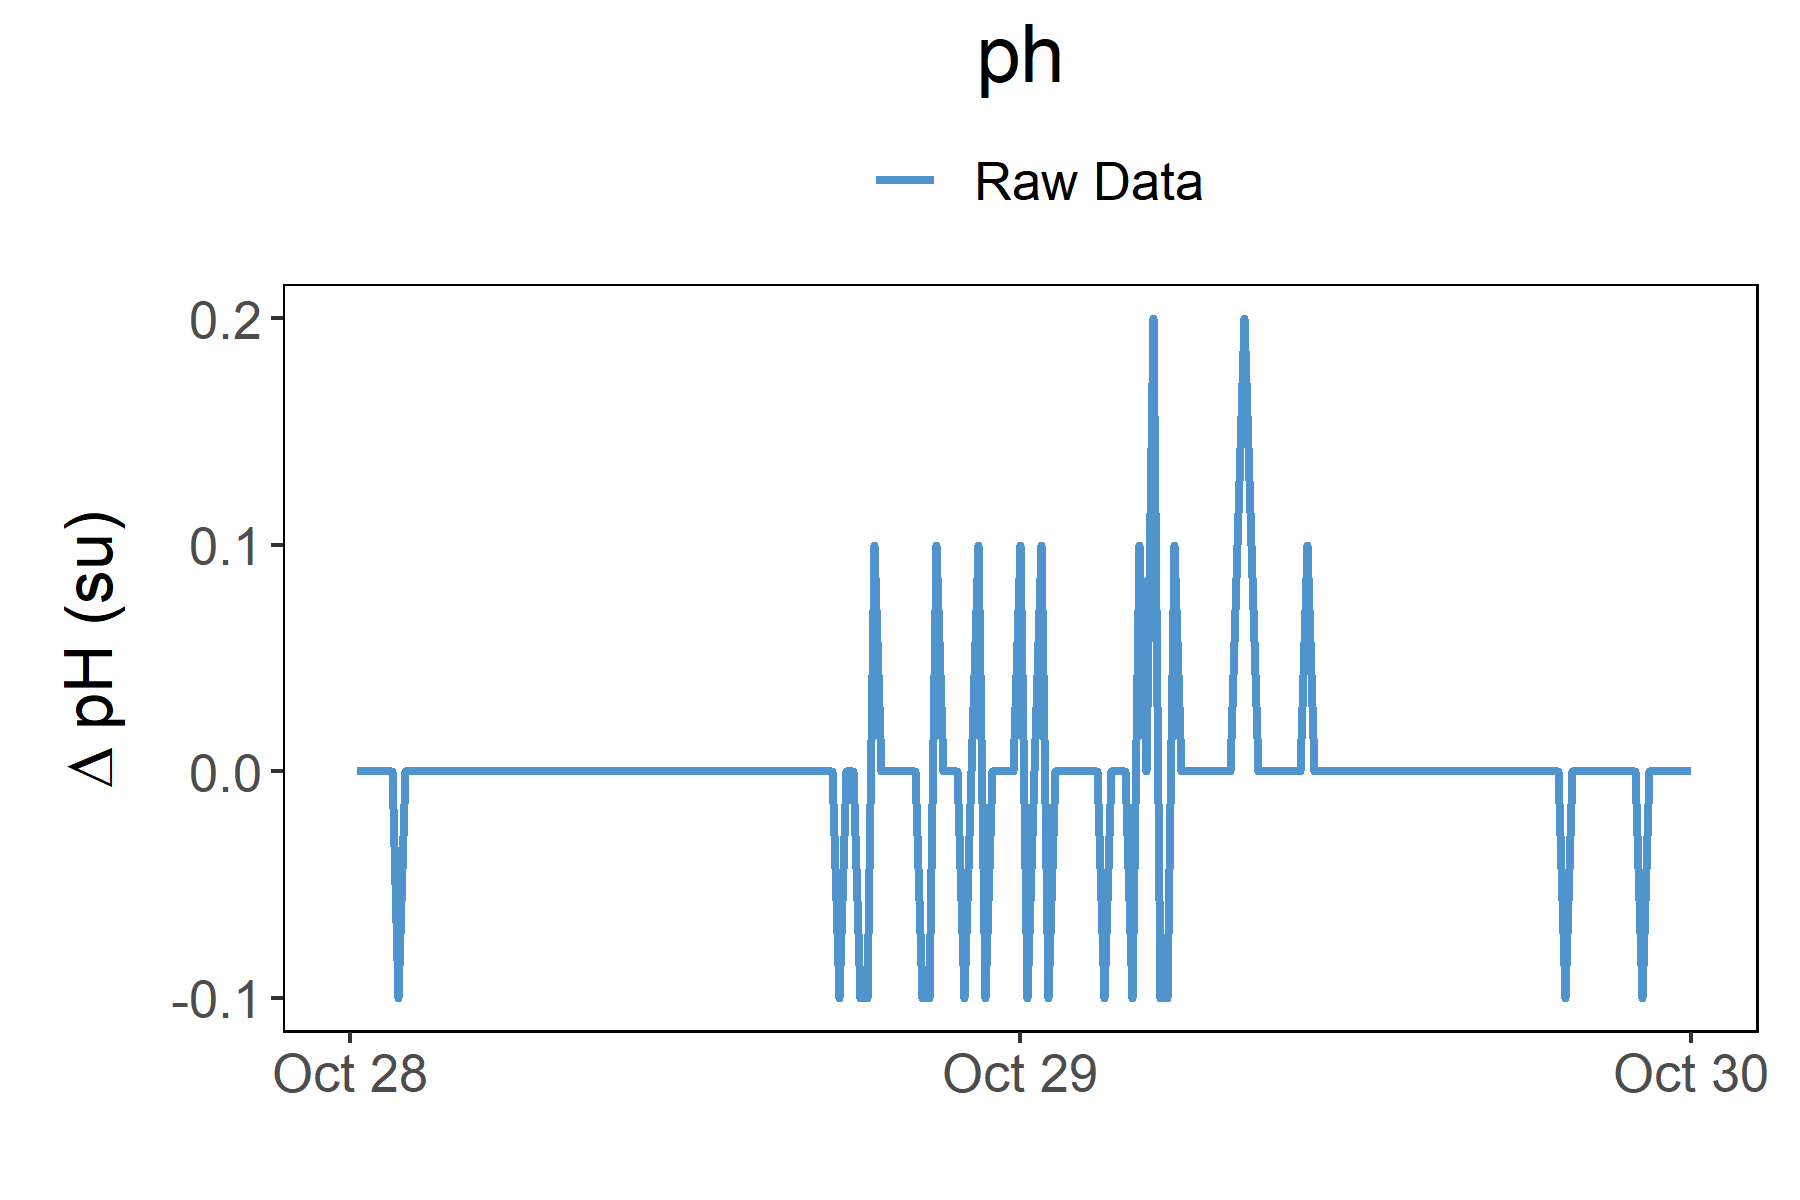 ph
Raw Data
Δ pH (su)
0.2
0.1
0.0
-0.1
Oct 28
Oct 29
Oct 30